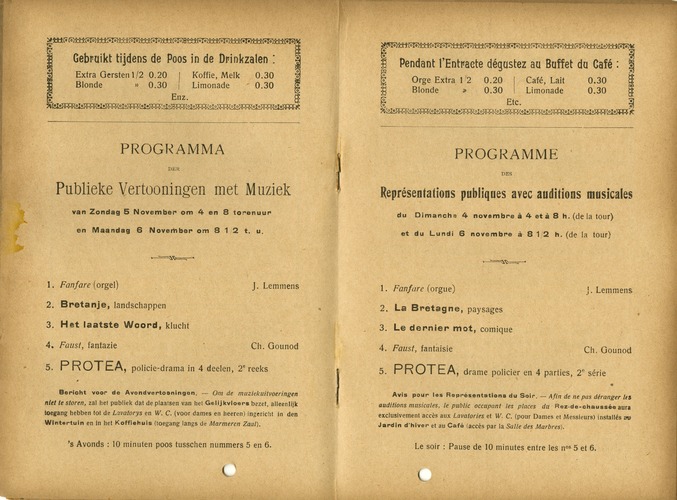 Gebruikt tijdens de Poos in de Drinkzalen :
Extra Gersten 1/2 0.20 Koffie, Melk 0.30
Blonde " 0.30 Limonade 0.30
Enz.
PROGRAMMA
DER
Publieke Vertooningen met Muziek
van Zondag 5 November om 4 en 8 torenuur
en Maandag 6 November om 8 1 2 t. u.
1. Fanfare (orgel) J. Lemmens
2. Bretanje, landschappen
3. Het laatste Woord, klucht
4. Faust, fantazie Ch. Gounod
5. PROTEA, policie-drama in 4 deelen, 2e reeks
Bericht voor de Avondvertooningen. — Om de muziekuitvoeringen
niet te storen, zal het publiek dat de plaatsen van het Gelijkvloers bezet, alleenlijk
toegang hebben tot de Lavatorys en W. C. (voor dames en heeren) ingericht in den
Wintertuin en in het Koffiehuis (toegang langs de Marmeren Zaal).
's Avonds : 10 minuten poos tusschen nummers 5 en 6.
Pendant l'Entracte dégustez au Buffet du Café :
Orge Extra 1 2 0.20 Café, Lait 0.30
Blonde » 0.30 Limonade 0.30
Etc.
PROGRAMME
DES
Représentations publiques avec auditions musicales
du Dimanche 4 novembre à 4 et à 8 h. (de la tour)
et du Lundi 6 novembre à 8 1 2 h. (de la tour)
1. Fanfare (orgue) J. Lemmens
2. La Bretagne, paysages
3. Le dernier mot, comique
4. Faust, fantaisie Ch. Gounod
5. PROTEA, drame policier en 4 parties, 2e série
Avis pour les Représentations du Soir. — Afin de ne pas déranger les
auditions musicales, le public occupant les places du Rez-de-chaussée aura
exclusivement accès aux Lavatories et W. C. (pour Dames et Messieurs) installés au
Jardin d'hiver et au Café (accès par la Salle des Marbres).
Le soir : Pause de 10 minutes entre les nos 5 et 6.